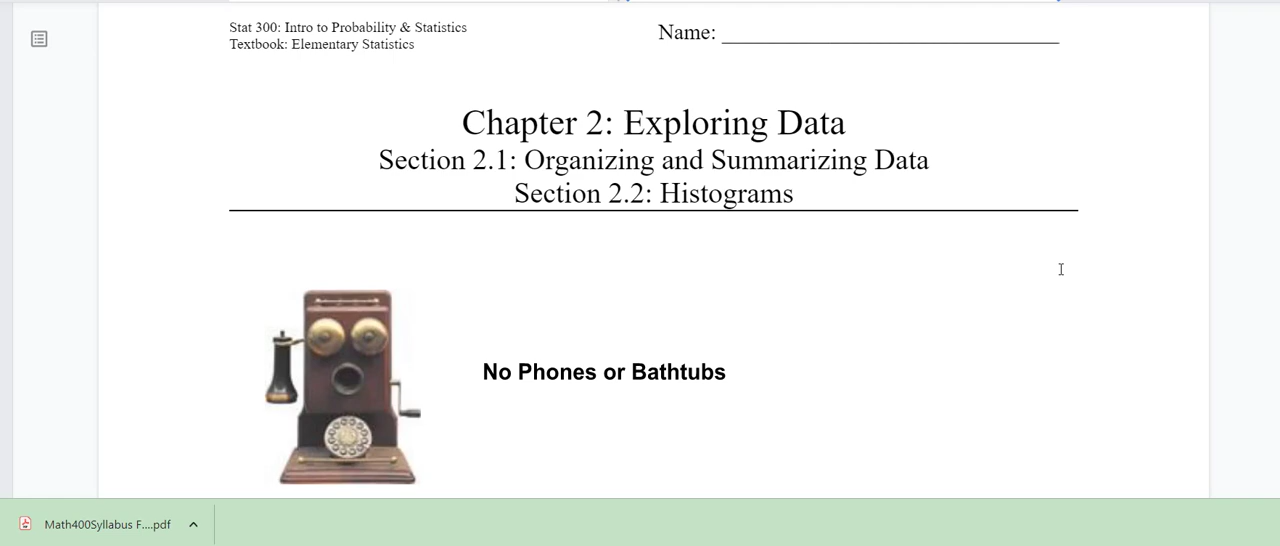 Stat 300: Intro to Probability & Statistics
Textbook: Elementary Statistics
Name: ________________________________
Chapter 2: Exploring Data
Section 2.1: Organizing and Summarizing Data
Section 2.2: Histograms
No Phones or Bathtubs
Math400Syllabus F....pdf